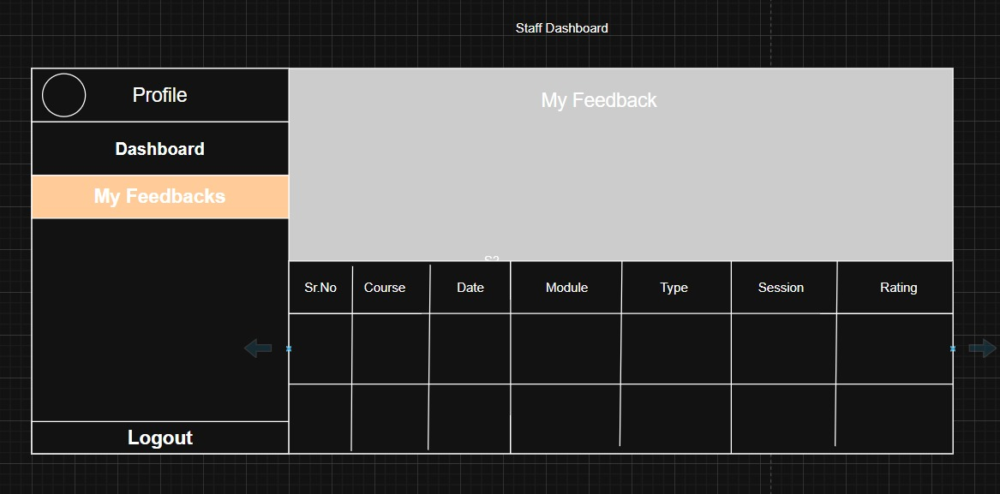 Staff Dashboard
Profile
My Feedback
Dashboard
My Feedbacks
Sr.No
Course
Date
Module
Type
Session
Rating
Logout